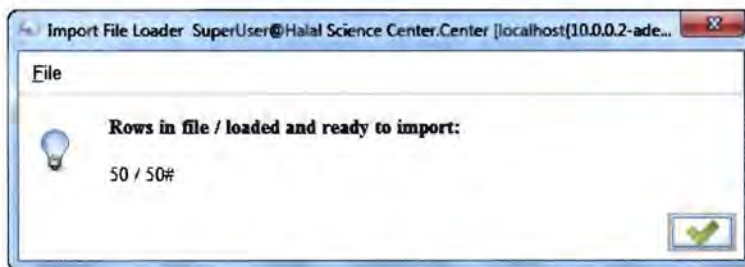 Import File Loader SuperUser@Halal Science Center.Center [localhost{10.0.0.2-ade...
File
Rows in file / loaded and ready to import:
50 / 50#